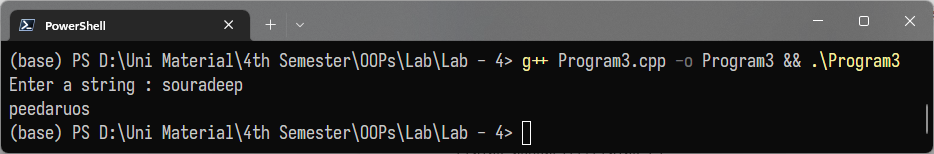 PowerShell
(base) PS D:\Uni Material\4th Semester\OOPs\Lab\Lab - 4> g++ Program3.cpp -o Program3 && .\Program3
Enter a string : souradeep
peedaruos
(base) PS D:\Uni Material\4th Semester\OOPs\Lab\Lab - 4>